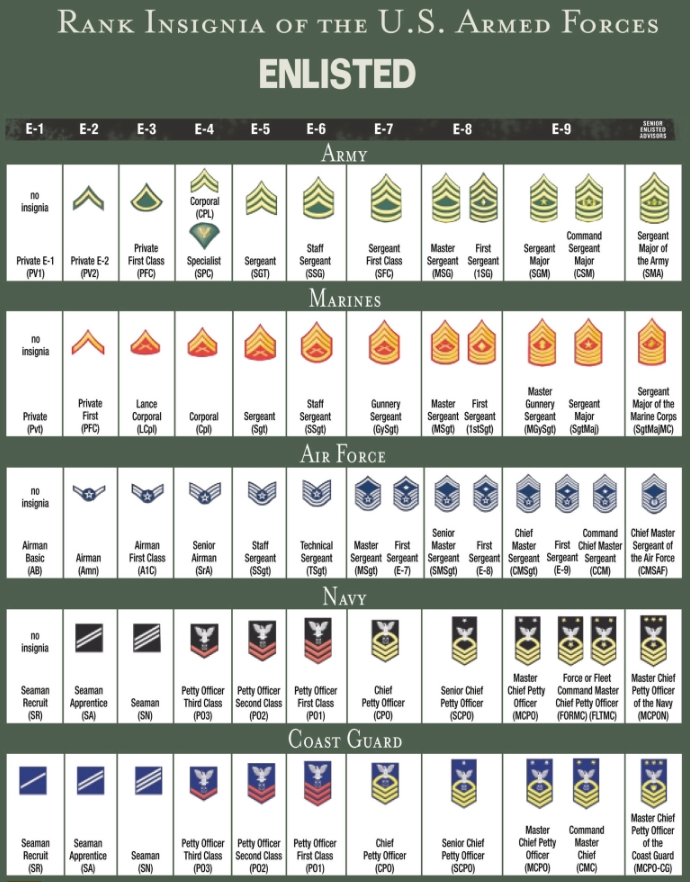 RANK INSIGNIA OF THE U.S. ARMED FORCES
ENLISTED
E-1 E-2 E-3 E-4 E-5 E-6 E-7 E-8 E-9 SENIOR ENLISTED ADVISORS
ARMY
no insignia
Private E-1 (PV1)
Private E-2 (PV2)
Private First Class (PFC)
Corporal (CPL)
Specialist (SPC)
Sergeant (SGT)
Staff Sergeant (SSG)
Sergeant First Class (SFC)
Master Sergeant (MSG)
First Sergeant (1SG)
Sergeant Major (SGM)
Command Sergeant Major (CSM)
Sergeant Major of the Army (SMA)
MARINES
no insignia
Private (Pvt)
Private First (PFC)
Lance Corporal (LCpl)
Corporal (Cpl)
Sergeant (Sgt)
Staff Sergeant (SSgt)
Gunnery Sergeant (GySgt)
Master Sergeant (MSgt)
First Sergeant (1stSgt)
Master Gunnery Sergeant (MGySgt)
Sergeant Major (SgtMaj)
Sergeant Major of the Marine Corps (SgtMajMC)
AIR FORCE
no insignia
Airman Basic (AB)
Airman (Amn)
Airman First Class (A1C)
Senior Airman (SrA)
Staff Sergeant (SSgt)
Technical Sergeant (TSgt)
Master Sergeant (MSgt)
First Sergeant (E-7)
Senior Master Sergeant (SMSgt)
First Sergeant (E-8)
Chief Master Sergeant (CMSgt)
First Sergeant (E-9)
Command Chief Master Sergeant (CCM)
Chief Master Sergeant of the Air Force (CMSAF)
NAVY
no insignia
Seaman Recruit (SR)
Seaman Apprentice (SA)
Seaman (SN)
Petty Officer Third Class (PO3)
Petty Officer Second Class (PO2)
Petty Officer First Class (PO1)
Chief Petty Officer (CPO)
Senior Chief Petty Officer (SCPO)
Master Chief Petty Officer (MCPO)
Force or Fleet Command Master Chief Petty Officer (FORMC) (FLTMC)
Master Chief Petty Officer of the Navy (MCPON)
COAST GUARD
Seaman Recruit (SR)
Seaman Apprentice (SA)
Seaman (SN)
Petty Officer Third Class (PO3)
Petty Officer Second Class (PO2)
Petty Officer First Class (PO1)
Chief Petty Officer (CPO)
Senior Chief Petty Officer (SCPO)
Master Chief Petty Officer (MCPO)
Command Master Chief (CMC)
Master Chief Petty Officer of the Coast Guard (MCPO-CG)